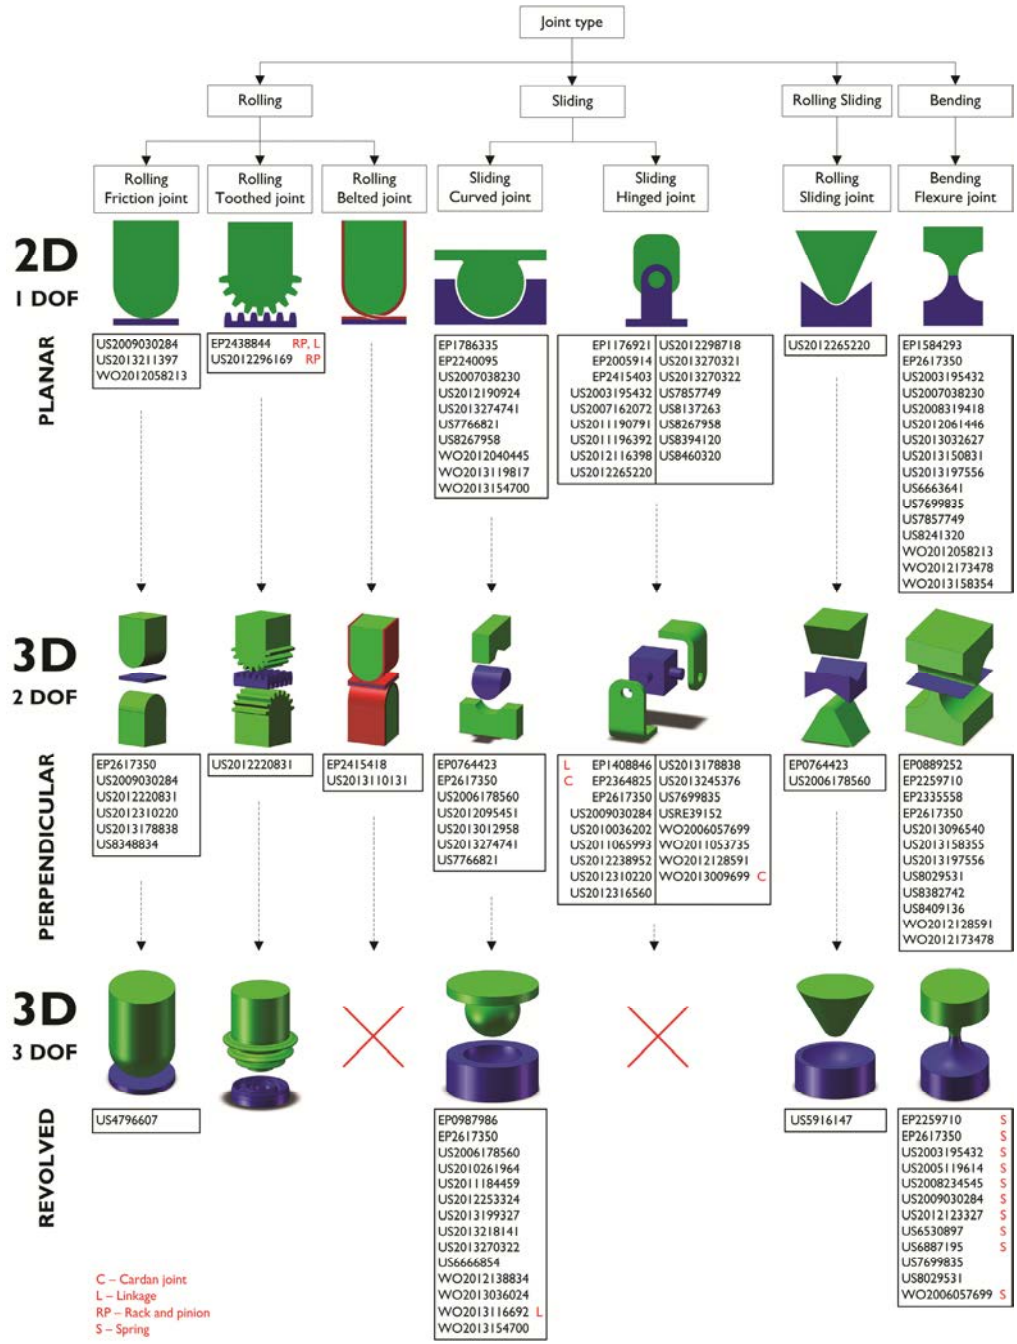 Joint type
Rolling
Sliding
Rolling Sliding
Bending
Rolling
Friction joint
Rolling
Toothed joint
Rolling
Belted joint
Sliding
Curved joint
Sliding
Hinged joint
Rolling
Sliding joint
Bending
Flexure joint
2D
1 DOF
PLANAR
US2009030284
US2013211397
WO2012058213
EP2438844 RP, L
US2012296169 RP
EP1786335
EP2240095
US2007038230
US2012190924
US2013274741
US7766821
US8267958
WO2012040445
WO2013119817
WO2013154700
EP1176921 US2012298718
EP2005914 US2013270321
EP2415403 US2013270322
US2003195432 US7857749
US2007162072 US8137263
US2011190791 US8267958
US2011196392 US8394120
US2012116398 US8460320
US2012265220
US2012265220
EP1584293
EP2617350
US2003195432
US2007038230
US2008319418
US2012061446
US2013032627
US2013150831
US2013197556
US6663641
US7699835
US7857749
US8241320
WO2012058213
WO2012173478
WO2013158354
3D
2 DOF
PERPENDICULAR
EP2617350
US2009030284
US2012220831
US2012310220
US2013178838
US8348834
US2012220831
EP2415418
US2013110131
EP0764423
EP2617350
US2006178560
US2012095451
US2013012958
US2013274741
US7766821
L EP1408846 US2013178838
C EP2364825 US2013245376
EP2617350 US7699835
US2009030284 USRE39152
US2010036202 WO2006057699
US2011065993 WO2011053735
US2012238952 WO2012128591
US2012310220 WO2013009699 C
US2012316560
EP0764423
US2006178560
EP0889252
EP2259710
EP2335558
EP2617350
US2013096540
US2013158355
US2013197556
US8029531
US8382742
US8409136
WO2012128591
WO2012173478
3D
3 DOF
REVOLVED
US4796607
EP0987986
EP2617350
US2006178560
US2010261964
US2011184459
US2012253324
US2013199327
US2013218141
US2013270322
US6666854
WO2012138834
WO2013036024
WO2013116692 L
WO2013154700
US5916147
EP2259710 S
EP2617350 S
US2003195432 S
US2005119614 S
US2008234545 S
US2009030284 S
US2012123327 S
US6530897 S
US6887195 S
US7699835
US8029531
WO2006057699 S
C – Cardan joint
L – Linkage
RP – Rack and pinion
S – Spring